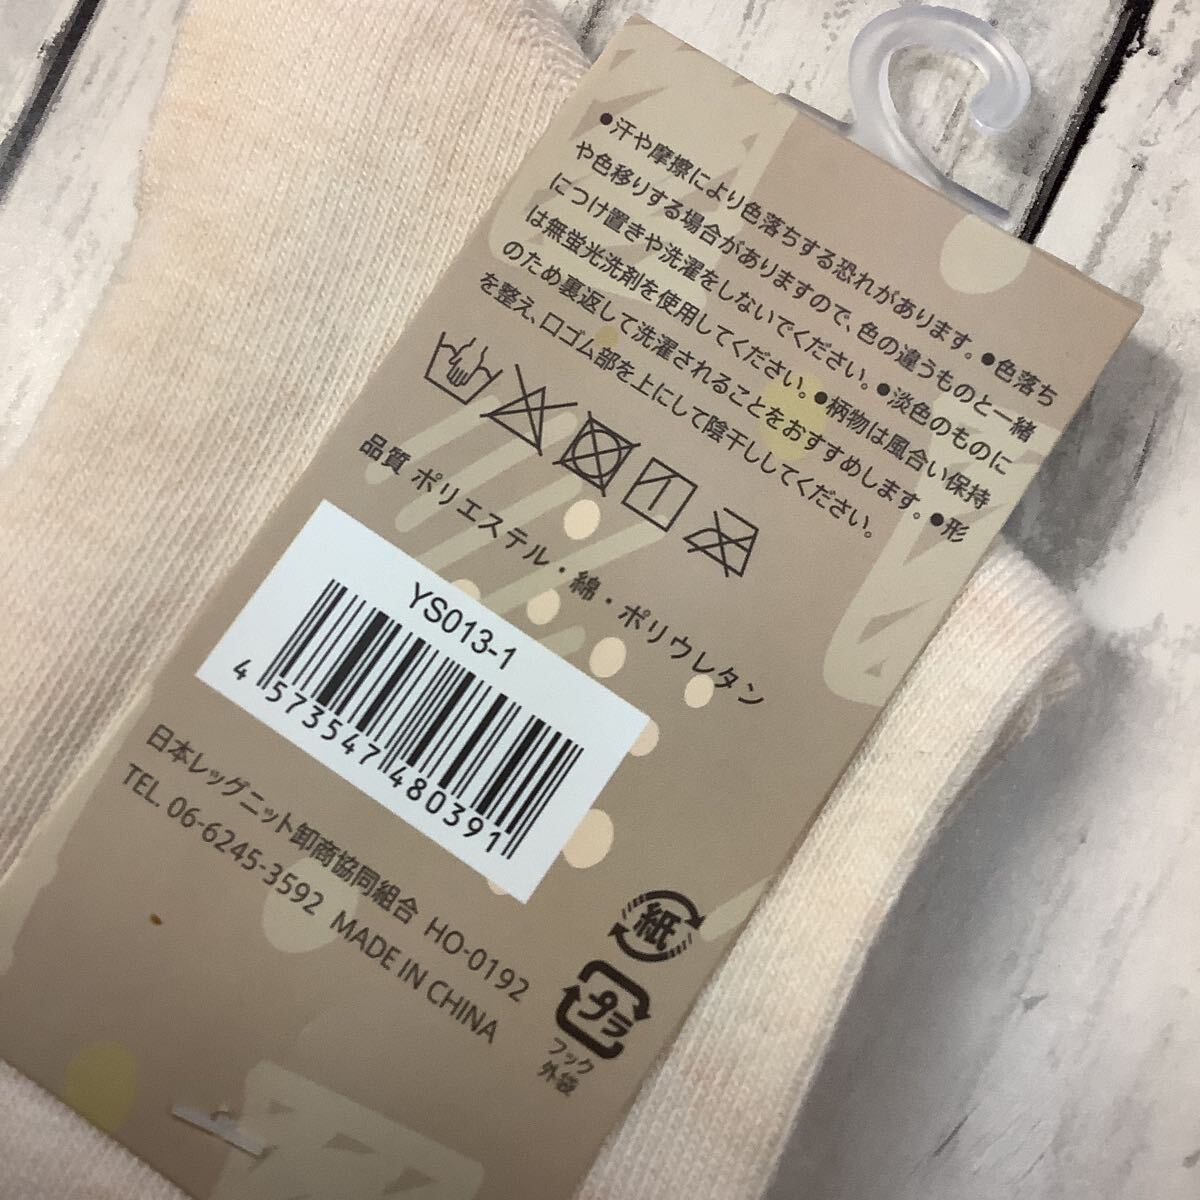 ●汗や摩擦により色落ちする恐れがあります。●色落ち
や色移りする場合がありますので、色の違うものと一緒
につけ置きや洗濯をしないでください。●淡色のものに
は無蛍光洗剤を使用してください。●柄物は風合い保持
のため裏返して洗濯されることをおすすめします。●形
を整え、口ゴム部を上にして陰干ししてください。
品質 ポリエステル・綿・ポリウレタン
YS013-1
4 573547 480391
日本レッグニット卸商協同組合 HO-0192
TEL. 06-6245-3592 MADE IN CHINA
紙
プラ
フック
外袋